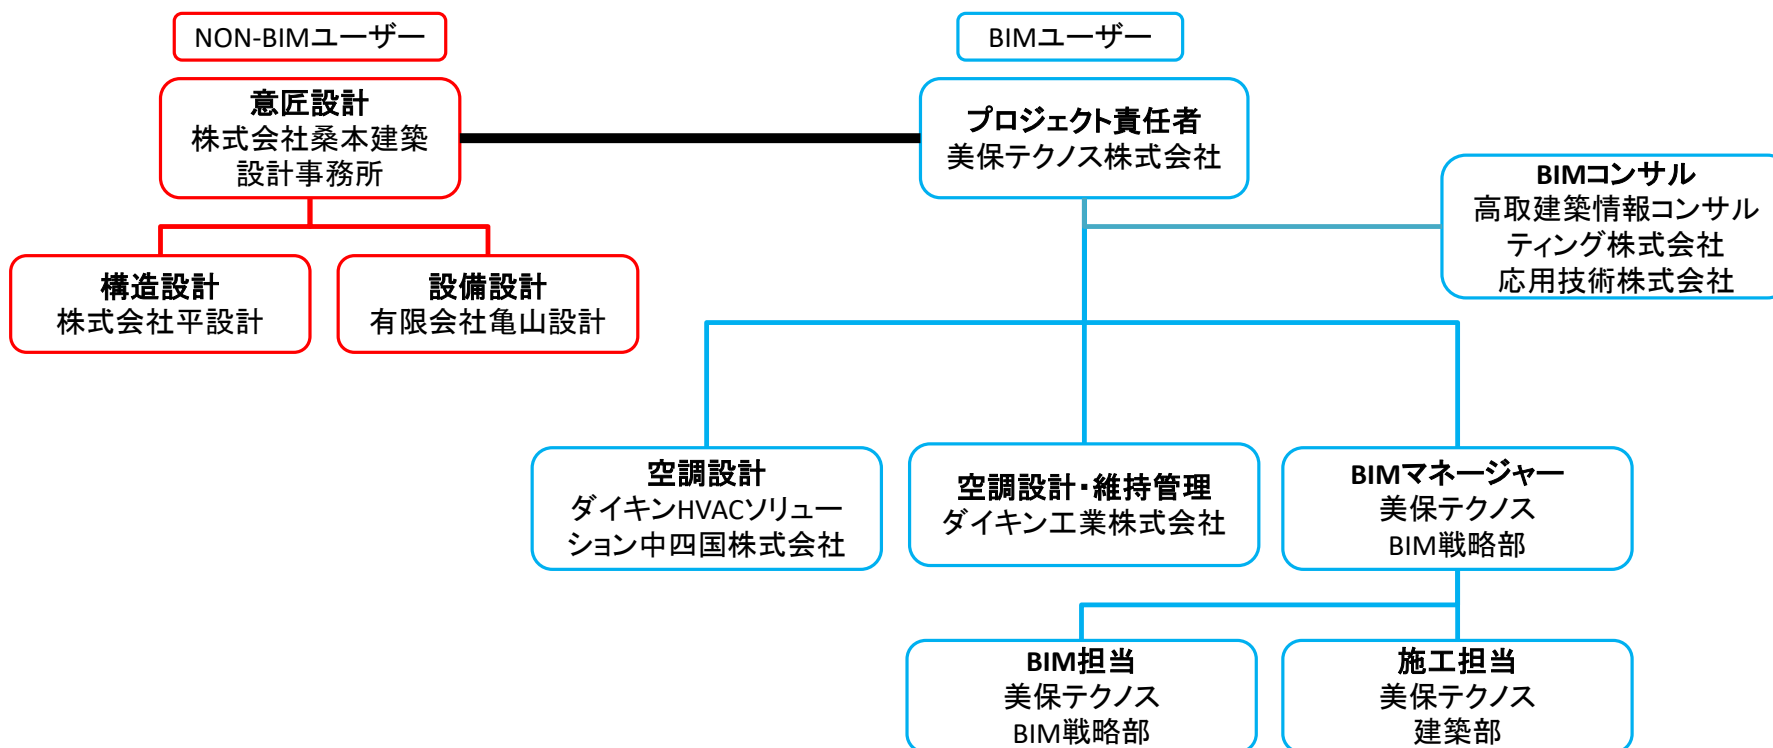 NON-BIMユーザー
BIMユーザー
意匠設計
株式会社桑本建築
設計事務所
プロジェクト責任者
美保テクノス株式会社
BIMコンサル
高取建築情報コンサル
ティング株式会社
応用技術株式会社
構造設計
株式会社平設計
設備設計
有限会社亀山設計
空調設計
ダイキンHVACソリュー
ション中四国株式会社
空調設計・維持管理
ダイキン工業株式会社
BIMマネージャー
美保テクノス
BIM戦略部
BIM担当
美保テクノス
BIM戦略部
施工担当
美保テクノス
建築部